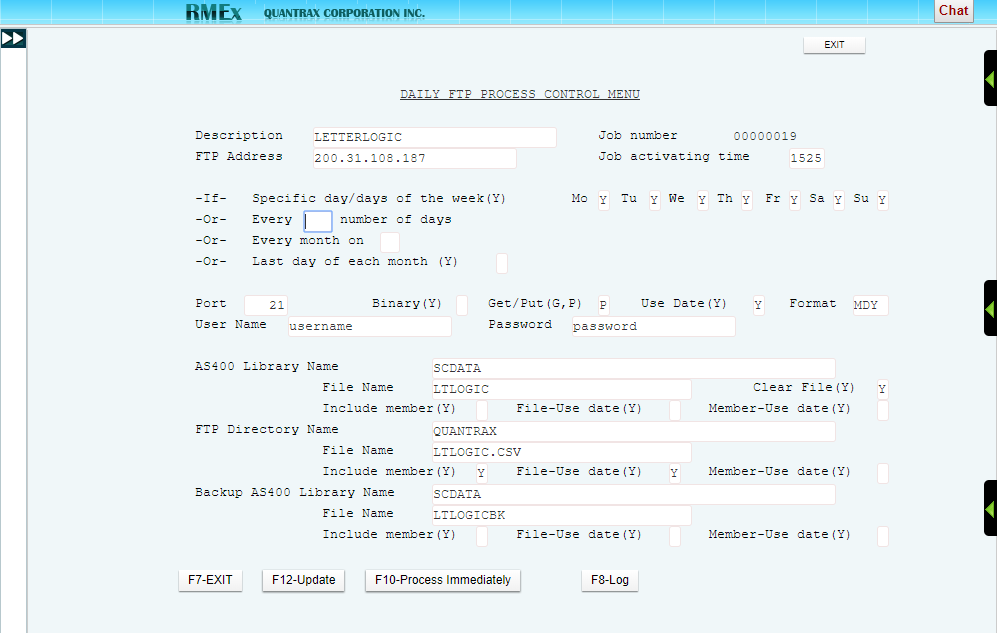 RMEx QUANTRAX CORPORATION INC. Chat
EXIT
DAILY FTP PROCESS CONTROL MENU
Description LETTERLOGIC Job number 00000019
FTP Address 200.31.108.187 Job activating time 1525
-If- Specific day/days of the week(Y) Mo Y Tu Y We Y Th Y Fr Y Sa Y Su Y
-Or- Every number of days
-Or- Every month on
-Or- Last day of each month (Y)
Port 21 Binary(Y) Get/Put(G,P) P Use Date(Y) Y Format MDY
User Name username Password password
AS400 Library Name SCDATA
File Name LTLOGIC Clear File(Y) Y
Include member(Y) File-Use date(Y) Member-Use date(Y)
FTP Directory Name QUANTRAX
File Name LTLOGIC.CSV
Include member(Y) Y File-Use date(Y) Y Member-Use date(Y)
Backup AS400 Library Name SCDATA
File Name LTLOGICBK
Include member(Y) File-Use date(Y) Member-Use date(Y)
F7-EXIT F12-Update F10-Process Immediately F8-Log